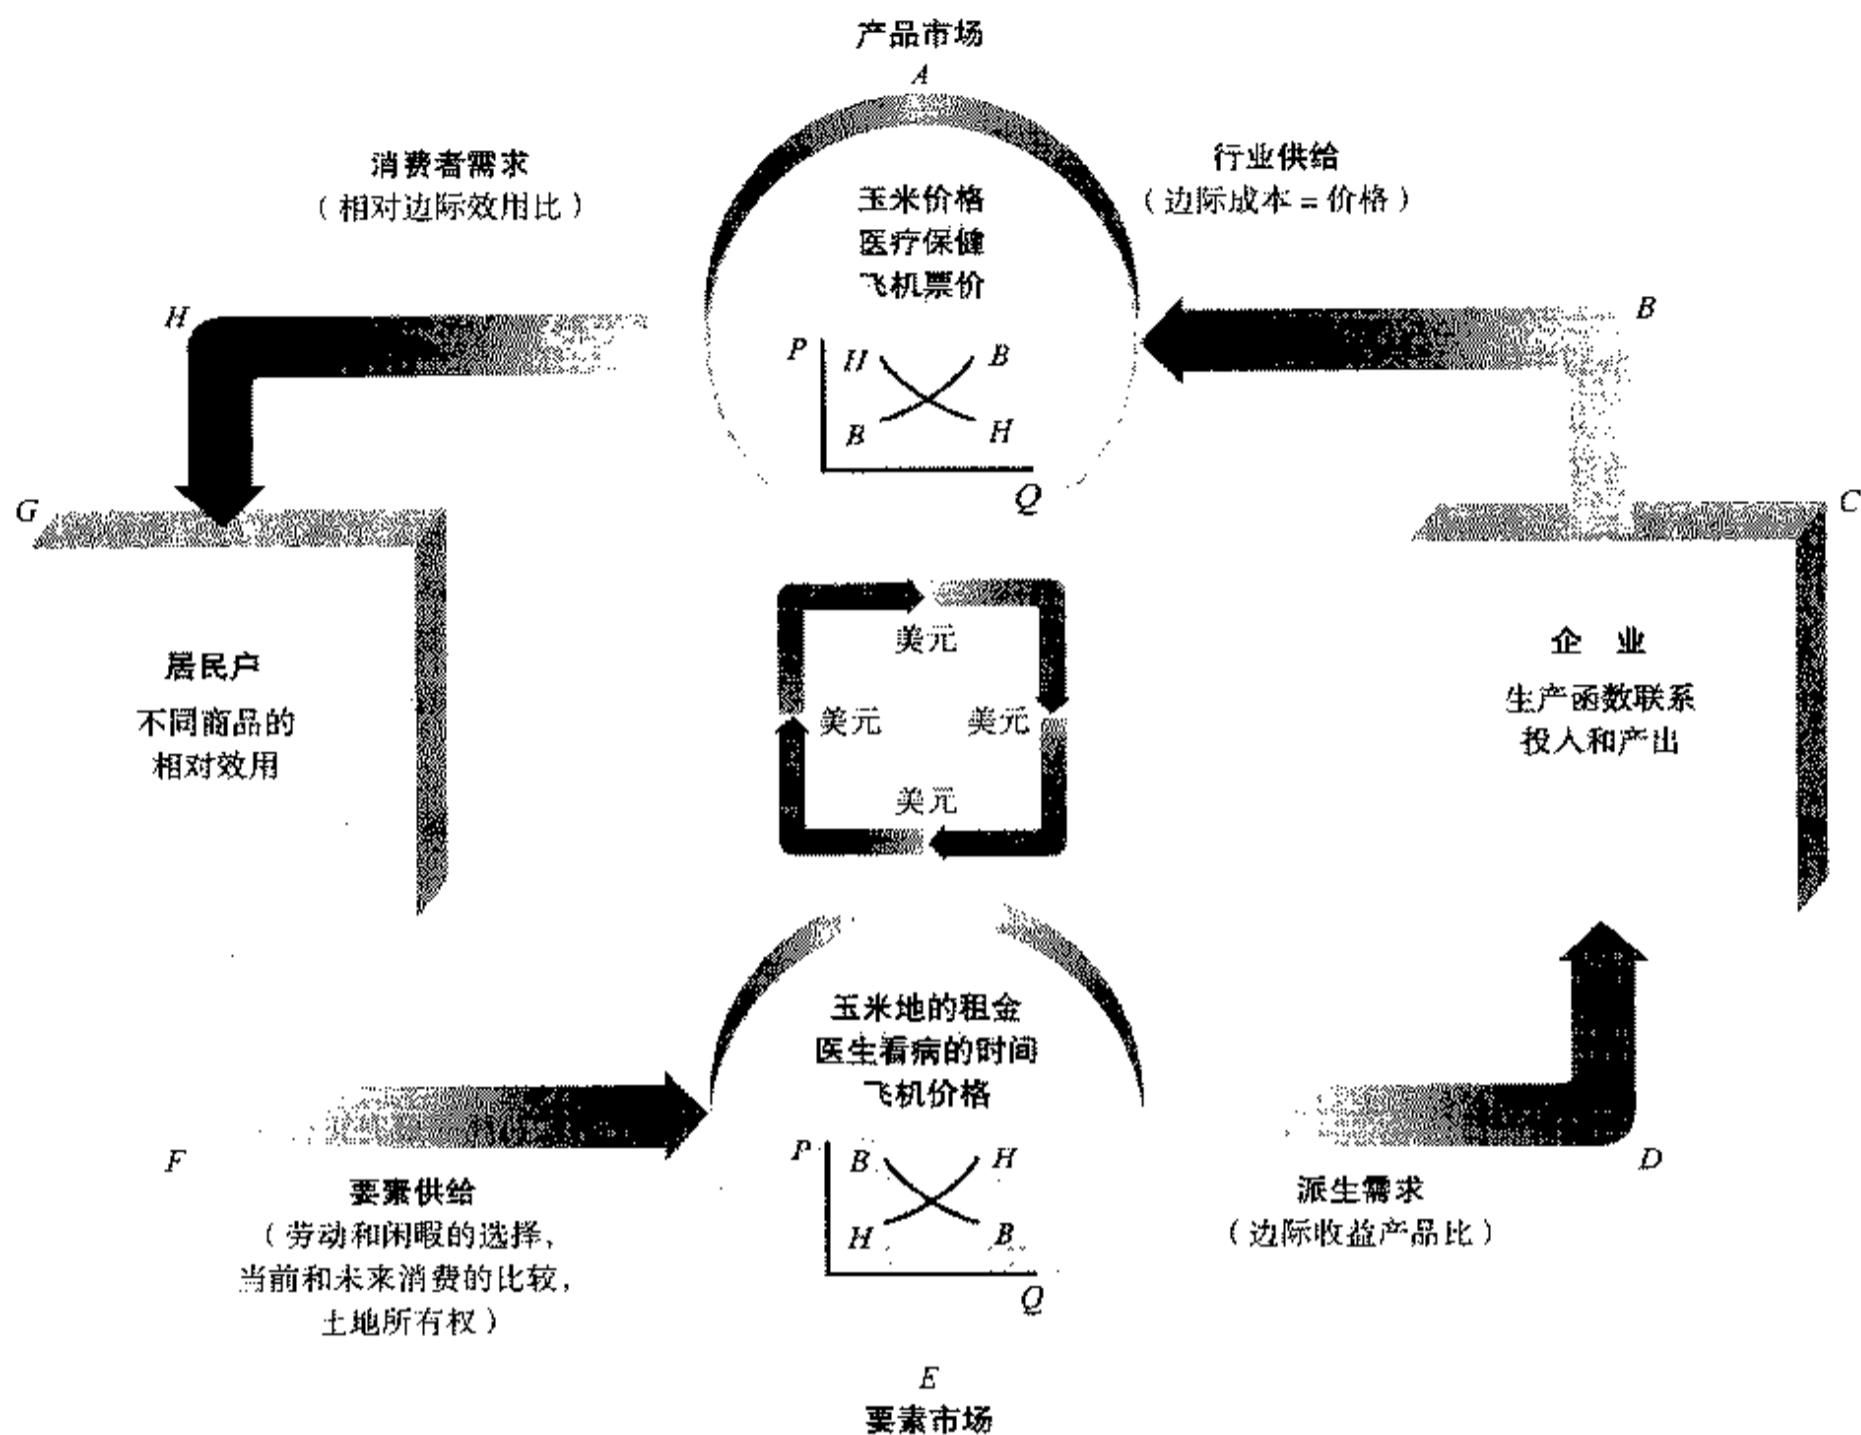 产品市场
A
消费者需求
（相对边际效用比）
行业供给
（边际成本=价格）
玉米价格
医疗保健
飞机票价
H
B
P
H
B
B
H
Q
G
C
美元
美元
美元
美元
居民户
不同商品的
相对效用
企 业
生产函数联系
投入和产出
玉米地的租金
医生看病的时间
飞机价格
F
D
要素供给
（劳动和闲暇的选择，
当前和未来消费的比较，
土地所有权）
P
B
H
H
B
Q
派生需求
（边际收益产品比）
E
要素市场